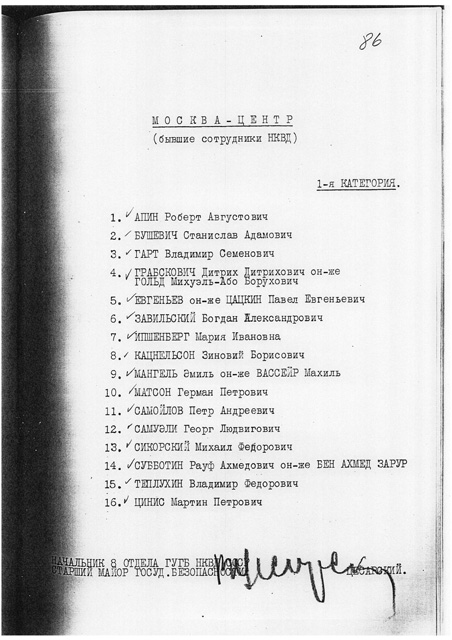 86
МОСКВА-ЦЕНТР
(бывшие сотрудники НКВД)
1-я КАТЕГОРИЯ.
1. АПИН Роберт Августович
2. БУШЕВИЧ Станислав Адамович
3. ГАРТ Владимир Семенович
4. ГРАБСКОВИЧ Дитрих Дитрихович он-же
ГОЛЬД Михуэль-Або Борухович
5. ЕВГЕНЬЕВ он-же ЦАЦКИН Павел Евгеньевич
6. ЗАВИЛЬСКИЙ Богдан Александрович
7. ИПШЕНБЕРГ Мария Ивановна
8. КАЦНЕЛЬСОН Зиновий Борисович
9. МАНГЕЛЬ Эмиль он-же ВАССЕЙР Махиль
10. МАТСОН Герман Петрович
11. САМОЙЛОВ Петр Андреевич
12. САМУЭЛИ Георг Людвигович
13. СИКОРСКИЙ Михаил Федорович
14. СУББОТИН Рауф Ахмедович он-же БЕН АХМЕД ЗАРУР
15. ТЕПЛУХИН Владимир Федорович
16. ЦИНИС Мартин Петрович
НАЧАЛЬНИК 8 ОТДЕЛА ГУГБ НКВД СССР
СТАРШИЙ МАЙОР ГОСУД.БЕЗОПАСНОСТИ ЦЕСАРСКИЙ.